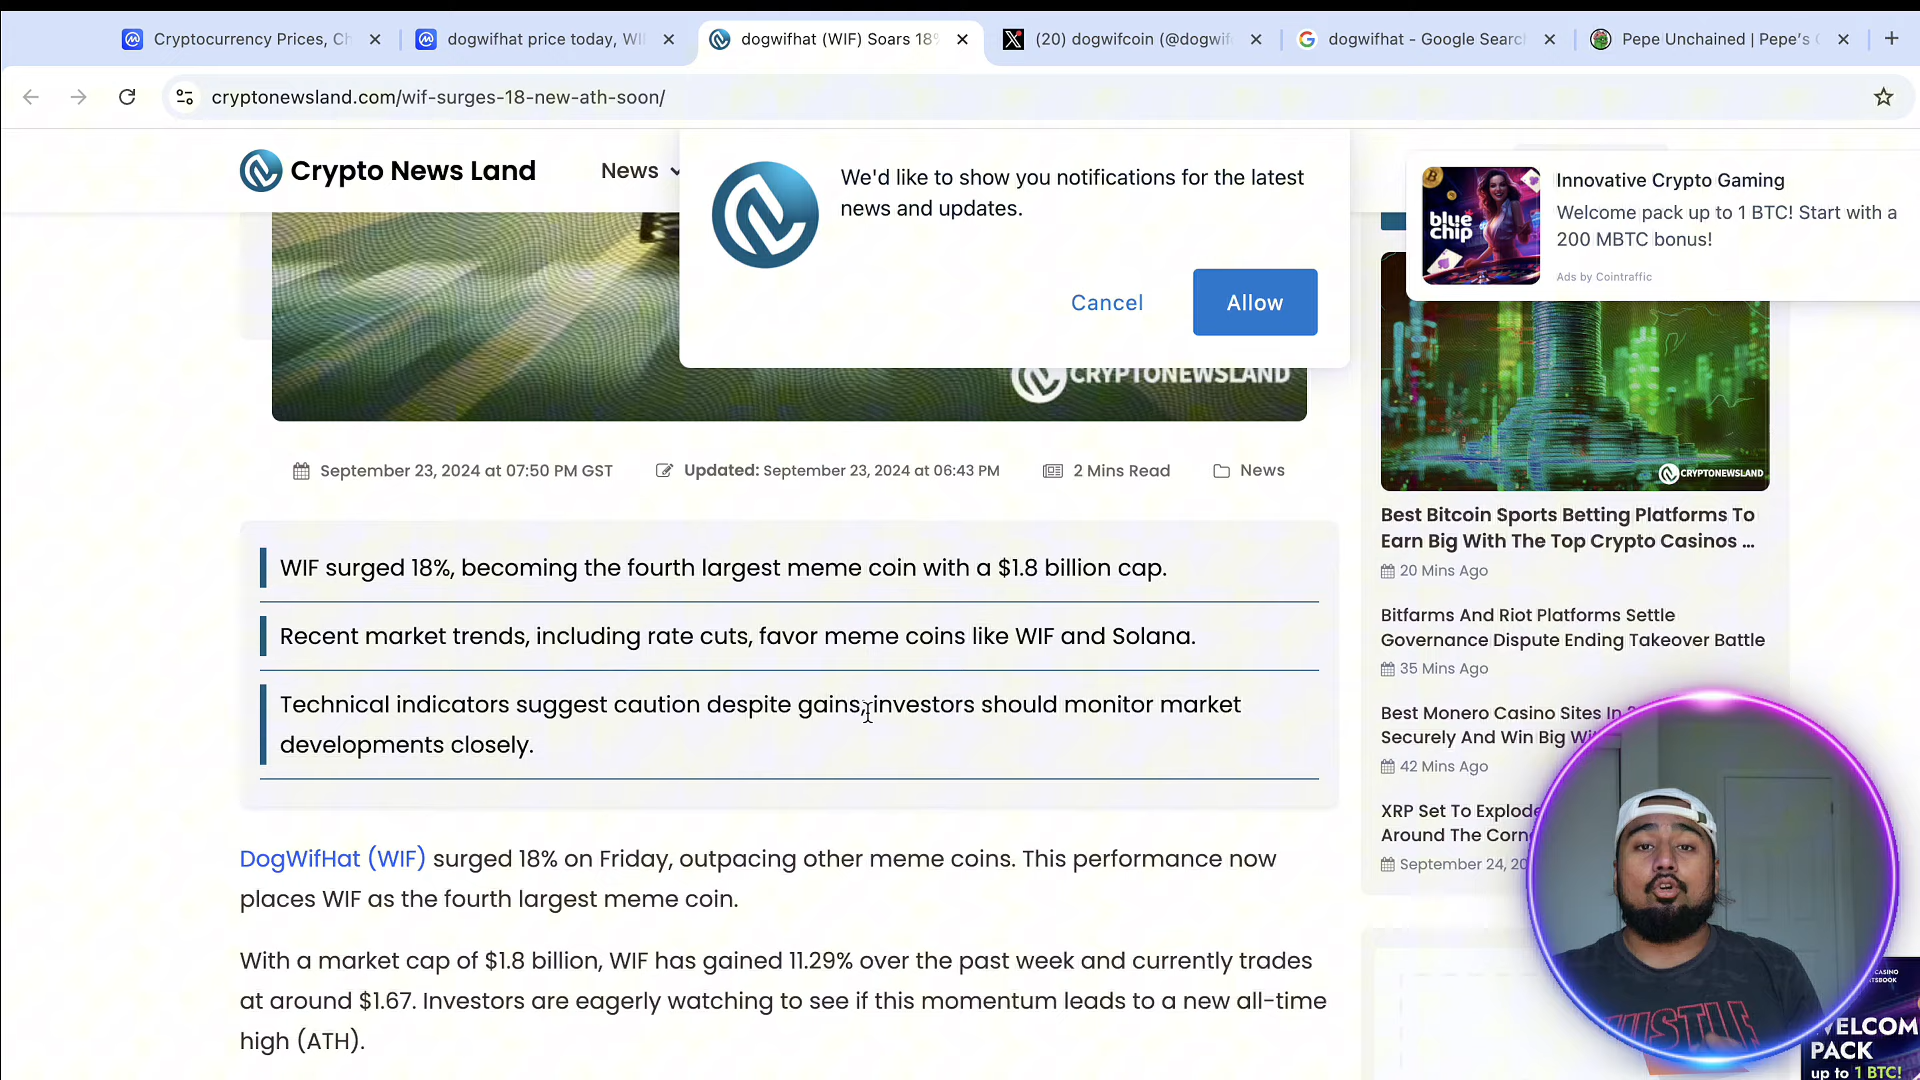 Cryptocurrency Prices, Ch
dogwifhat price today, WI
dogwifhat (WIF) Soars 18%
(20) dogwifcoin (@dogwif
dogwifhat - Google Searc
Pepe Unchained | Pepe's
cryptonewsland.com/wif-surges-18-new-ath-soon/
Crypto News Land
News
We'd like to show you notifications for the latest
news and updates.
Cancel
Allow
blue
chip
Innovative Crypto Gaming
Welcome pack up to 1 BTC! Start with a
200 MBTC bonus!
Ads by Cointraffic
CRYPTONEWSLAND
September 23, 2024 at 07:50 PM GST
Updated: September 23, 2024 at 06:43 PM
2 Mins Read
News
WIF surged 18%, becoming the fourth largest meme coin with a $1.8 billion cap.
Recent market trends, including rate cuts, favor meme coins like WIF and Solana.
Technical indicators suggest caution despite gains, investors should monitor market
developments closely.
DogWifHat (WIF) surged 18% on Friday, outpacing other meme coins. This performance now
places WIF as the fourth largest meme coin.
With a market cap of $1.8 billion, WIF has gained 11.29% over the past week and currently trades
at around $1.67. Investors are eagerly watching to see if this momentum leads to a new all-time
high (ATH).
CRYPTONEWSLAND
Best Bitcoin Sports Betting Platforms To
Earn Big With The Top Crypto Casinos ...
20 Mins Ago
Bitfarms And Riot Platforms Settle
Governance Dispute Ending Takeover Battle
35 Mins Ago
Best Monero Casino Sites In
Securely And Win Big Wi
42 Mins Ago
XRP Set To Explode
Around The Corn
September 24, 20
HUSTLE
CASINO
WELCOM
PACK
up to 1 BTC!